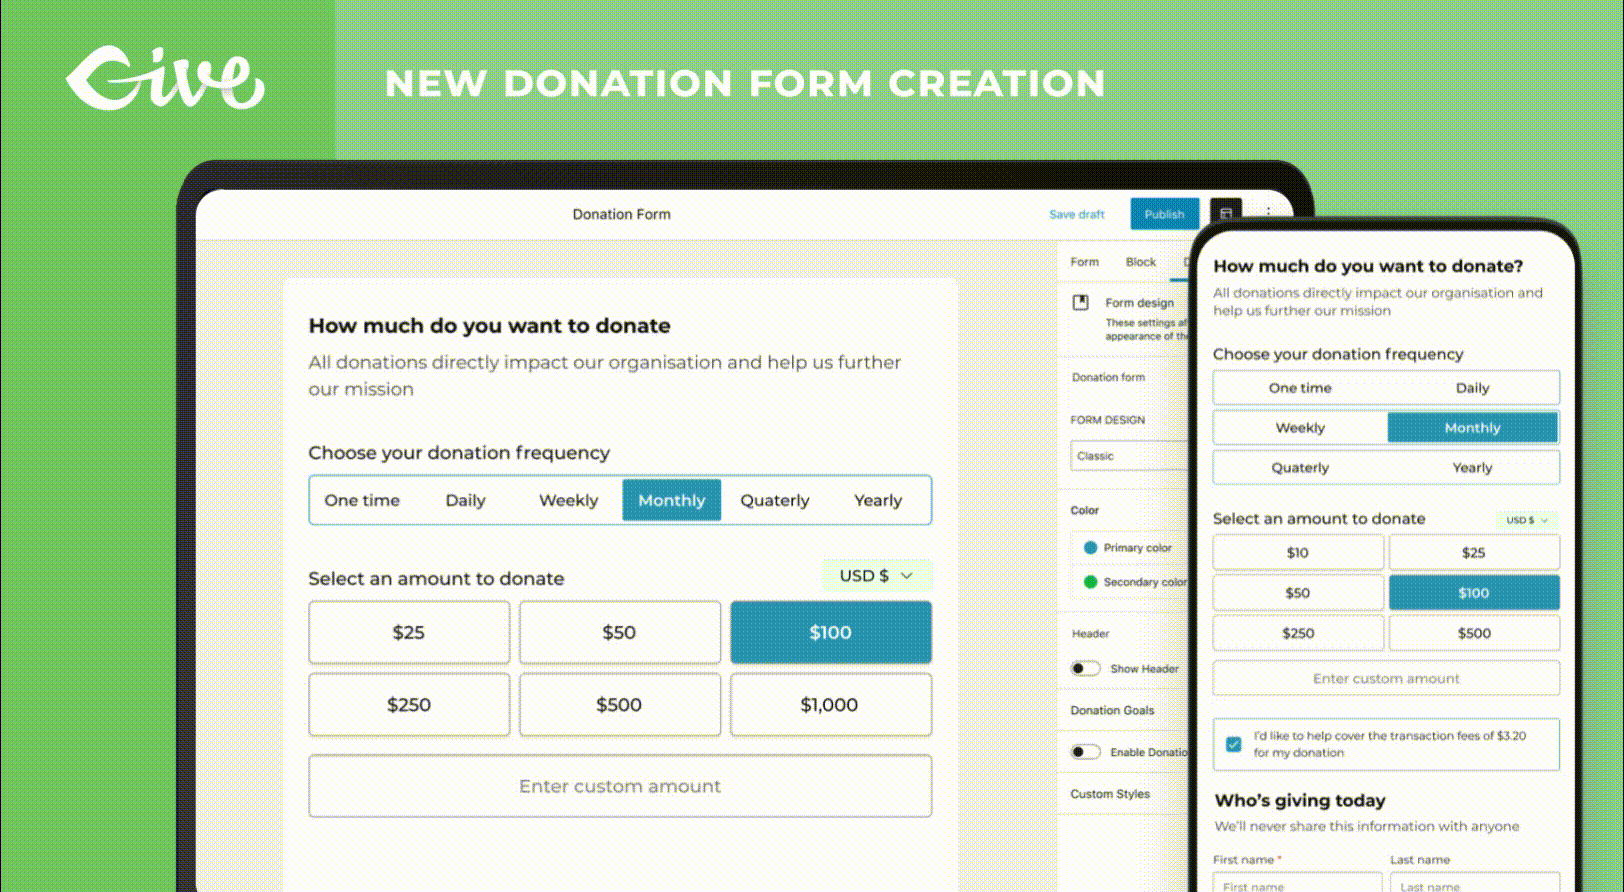 Give
NEW DONATION FORM CREATION
Donation Form
Save draft
Publish
How much do you want to donate
All donations directly impact our organisation and help us further
our mission
Choose your donation frequency
One time Daily Weekly Monthly Quaterly Yearly
Select an amount to donate
USD $
$25 $50 $100
$250 $500 $1,000
Enter custom amount
Form Block
Form design
These settings
appearance of
Donation form
FORM DESIGN
Classic
Color
Primary color
Secondary color
Header
Show Header
Donation Goals
Enable
Custom Styles
How much do you want to donate?
All donations directly impact our organisation and
help us further our mission
Choose your donation frequency
One time Daily
Weekly Monthly
Quaterly Yearly
Select an amount to donate
USD $
$10 $25
$50 $100
$250 $500
Enter custom amount
I'd like to help cover the transaction fees of $3.20
for my donation
Who's giving today
We'll never share this information with anyone
First name * Last name
First name Last name